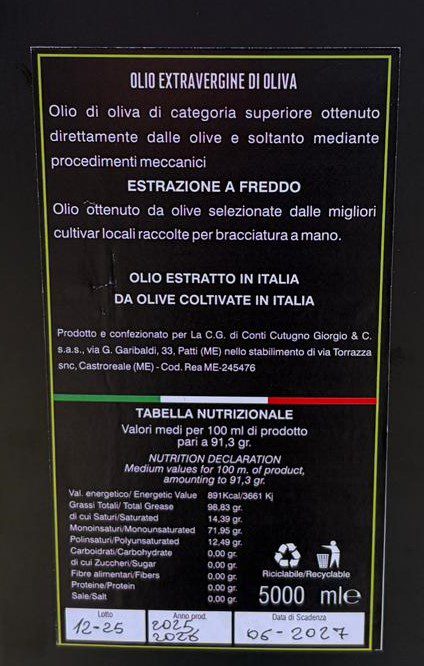 OLIO EXTRAVERGINE DI OLIVA
Olio di oliva di categoria superiore ottenuto
direttamente dalle olive e soltanto mediante
procedimenti meccanici
ESTRAZIONE A FREDDO
Olio ottenuto da olive selezionate dalle migliori
cultivar locali raccolte per bracciatura a mano.
OLIO ESTRATTO IN ITALIA
DA OLIVE COLTIVATE IN ITALIA
Prodotto e confezionato per La C.G. di Conti Cutugno Giorgio & C.
s.a.s., via G. Garibaldi, 33, Patti (ME) nello stabilimento di via Torrazza
snc, Castroreale (ME) - Cod. Rea ME-245476
TABELLA NUTRIZIONALE
Valori medi per 100 ml di prodotto
pari a 91,3 gr.
NUTRITION DECLARATION
Medium values for 100 m. of product,
amounting to 91,3 gr.
Val. energetico/ Energetic Value 891Kcal/3661 Kj
Grassi Totali/ Total Grease 98,83 gr.
di cui Saturi/Saturated 14,39 gr.
Monoinsaturi/Monounsaturated 71,95 gr.
Polinsaturi/Polyunsaturated 12,49 gr.
Carboidrati/Carbohydrate 0,00 gr.
di cui Zuccheri/Sugar 0,00 gr.
Fibre alimentari/Fibers 0,00 gr.
Proteine/Protein 0,00 gr.
Sale/Salt 0,00 gr.
Riciclabile/Recyclable
5000 ml e
Lotto Anno prod. Data di Scadenza
12-25 2025 06-2027
2026